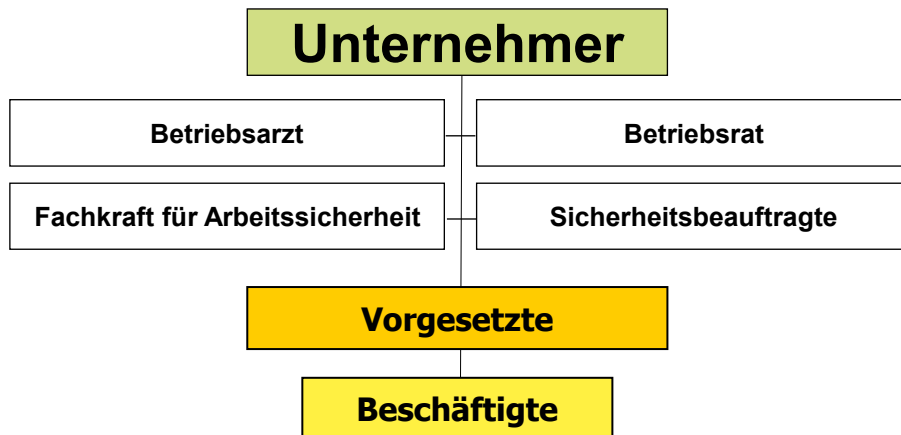 Unternehmer
Betriebsarzt
Betriebsrat
Fachkraft für Arbeitssicherheit
Sicherheitsbeauftragte
Vorgesetzte
Beschäftigte